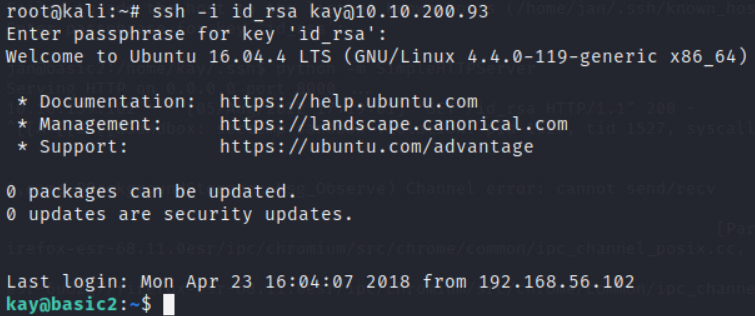 root@kali:~# ssh -i id_rsa kay@10.10.200.93
Enter passphrase for key 'id_rsa':
Welcome to Ubuntu 16.04.4 LTS (GNU/Linux 4.4.0-119-generic x86_64)
* Documentation: https://help.ubuntu.com
* Management: https://landscape.canonical.com
* Support: https://ubuntu.com/advantage
0 packages can be updated.
0 updates are security updates.
Last login: Mon Apr 23 16:04:07 2018 from 192.168.56.102
kay@basic2:~$